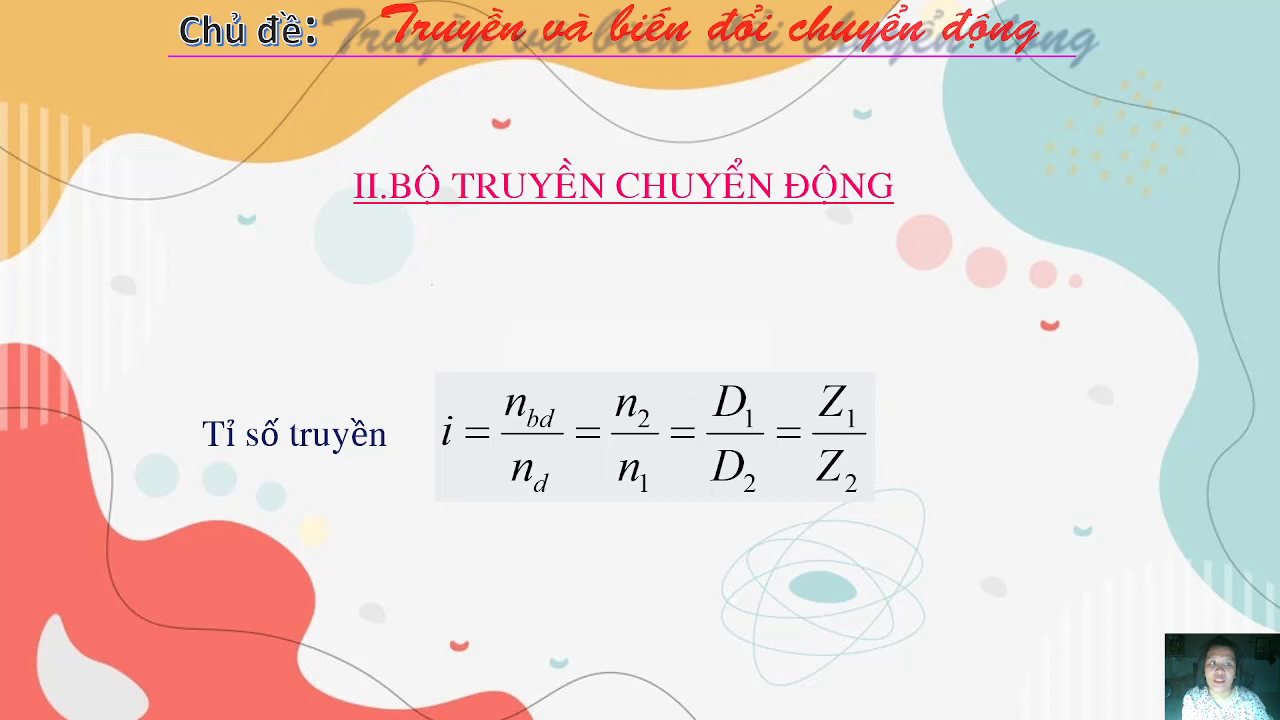 Chủ đề: Truyền và biến đổi chuyển động
II.BỘ TRUYỀN CHUYỂN ĐỘNG
Tỉ số truyền i = n_bd / n_d = n_2 / n_1 = D_1 / D_2 = Z_1 / Z_2